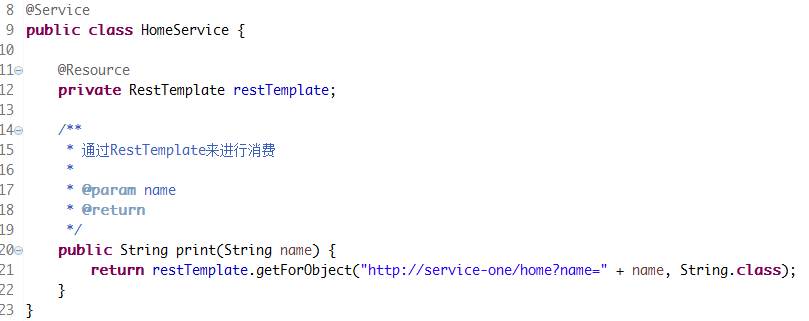 8 @Service
9 public class HomeService {
10
11 @Resource
12 private RestTemplate restTemplate;
13
14 /**
15 * 通过RestTemplate来进行消费
16 *
17 * @param name
18 * @return
19 */
20 public String print(String name) {
21 return restTemplate.getForObject("http://service-one/home?name=" + name, String.class);
22 }
23 }